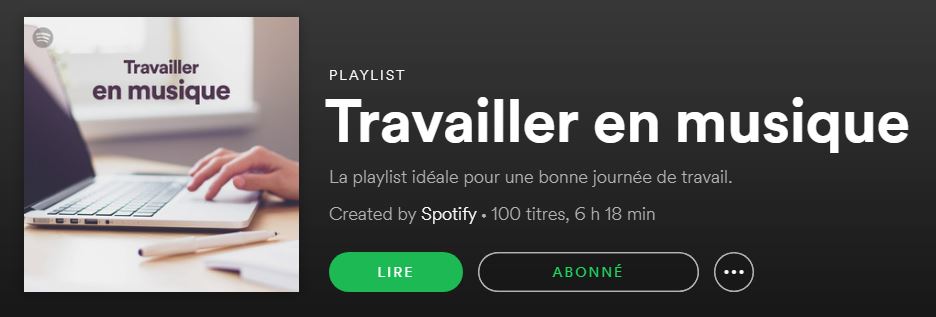 Travailler
en musique
PLAYLIST
Travailler en musique
La playlist idéale pour une bonne journée de travail.
Created by Spotify • 100 titres, 6 h 18 min
LIRE
ABONNÉ